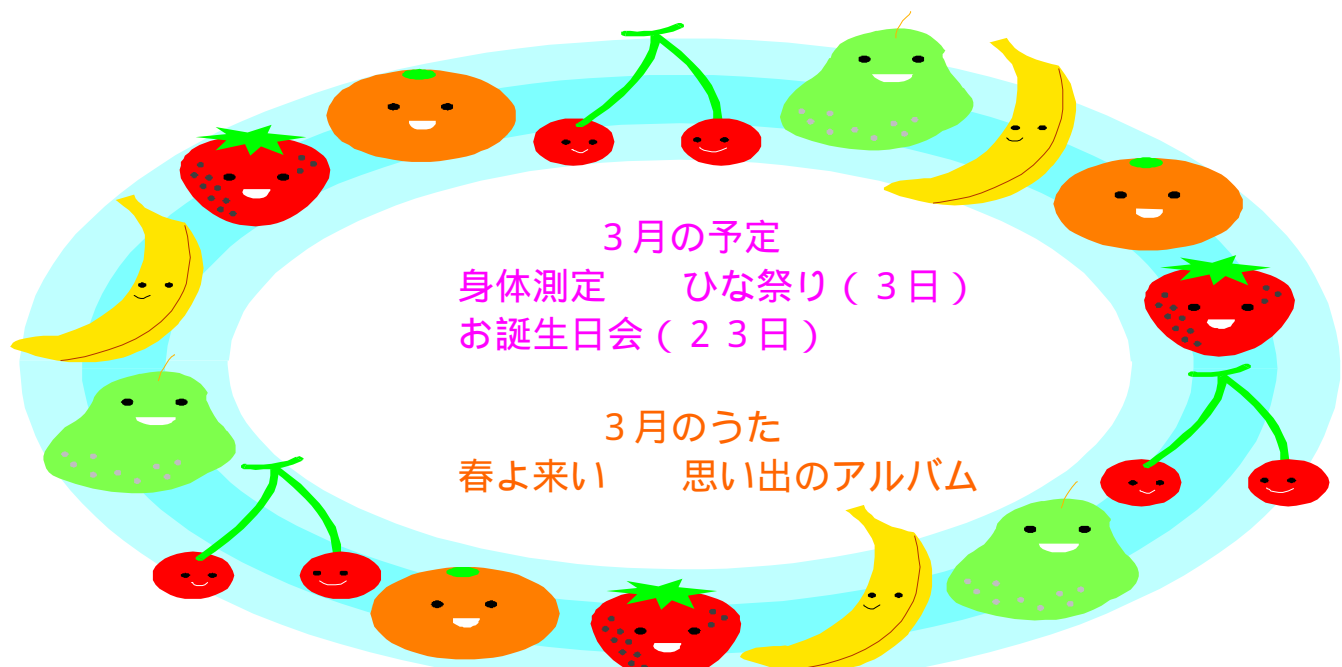 ３月の予定
身体測定　　ひな祭り（３日）
お誕生日会（２３日）
３月のうた
春よ来い　　思い出のアルバム